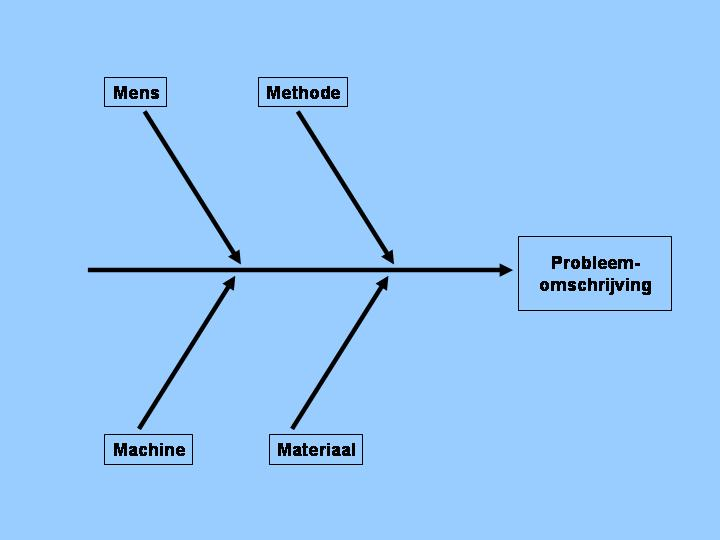 Mens
Methode
Probleem-
omschrijving
Machine
Materiaal